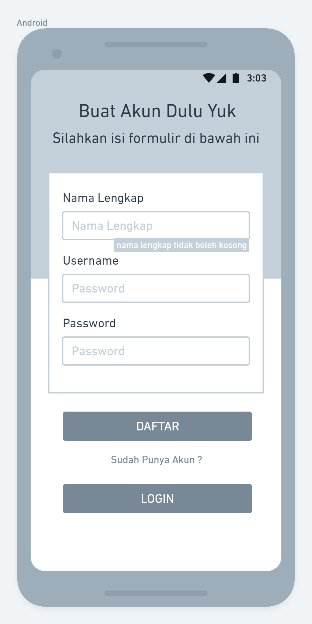 Android
3:03
Buat Akun Dulu Yuk
Silahkan isi formulir di bawah ini
Nama Lengkap
Nama Lengkap
nama lengkap tidak boleh kosong
Username
Password
Password
Password
DAFTAR
Sudah Punya Akun ?
LOGIN